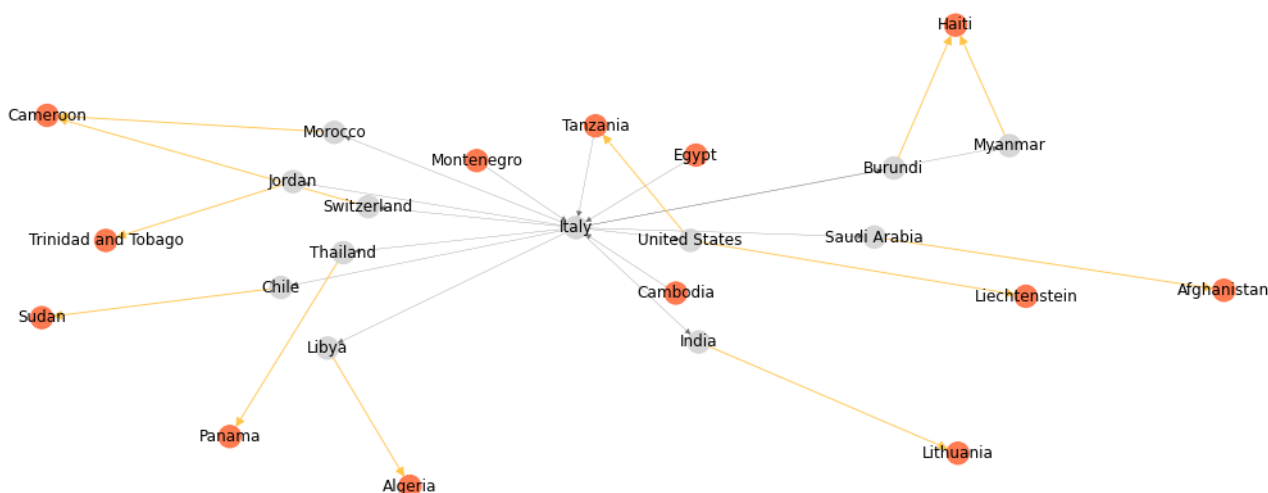 Haiti
Cameroon
Tanzania
Morocco
Myanmar
Egypt
Montenegro
Burundi
Jordan
Switzerland
Italy
Saudi Arabia
Trinidad and Tobago
United States
Thailand
Chile
Cambodia
Afghanistan
Liechtenstein
Sudan
India
Libya
Panama
Lithuania
Algeria